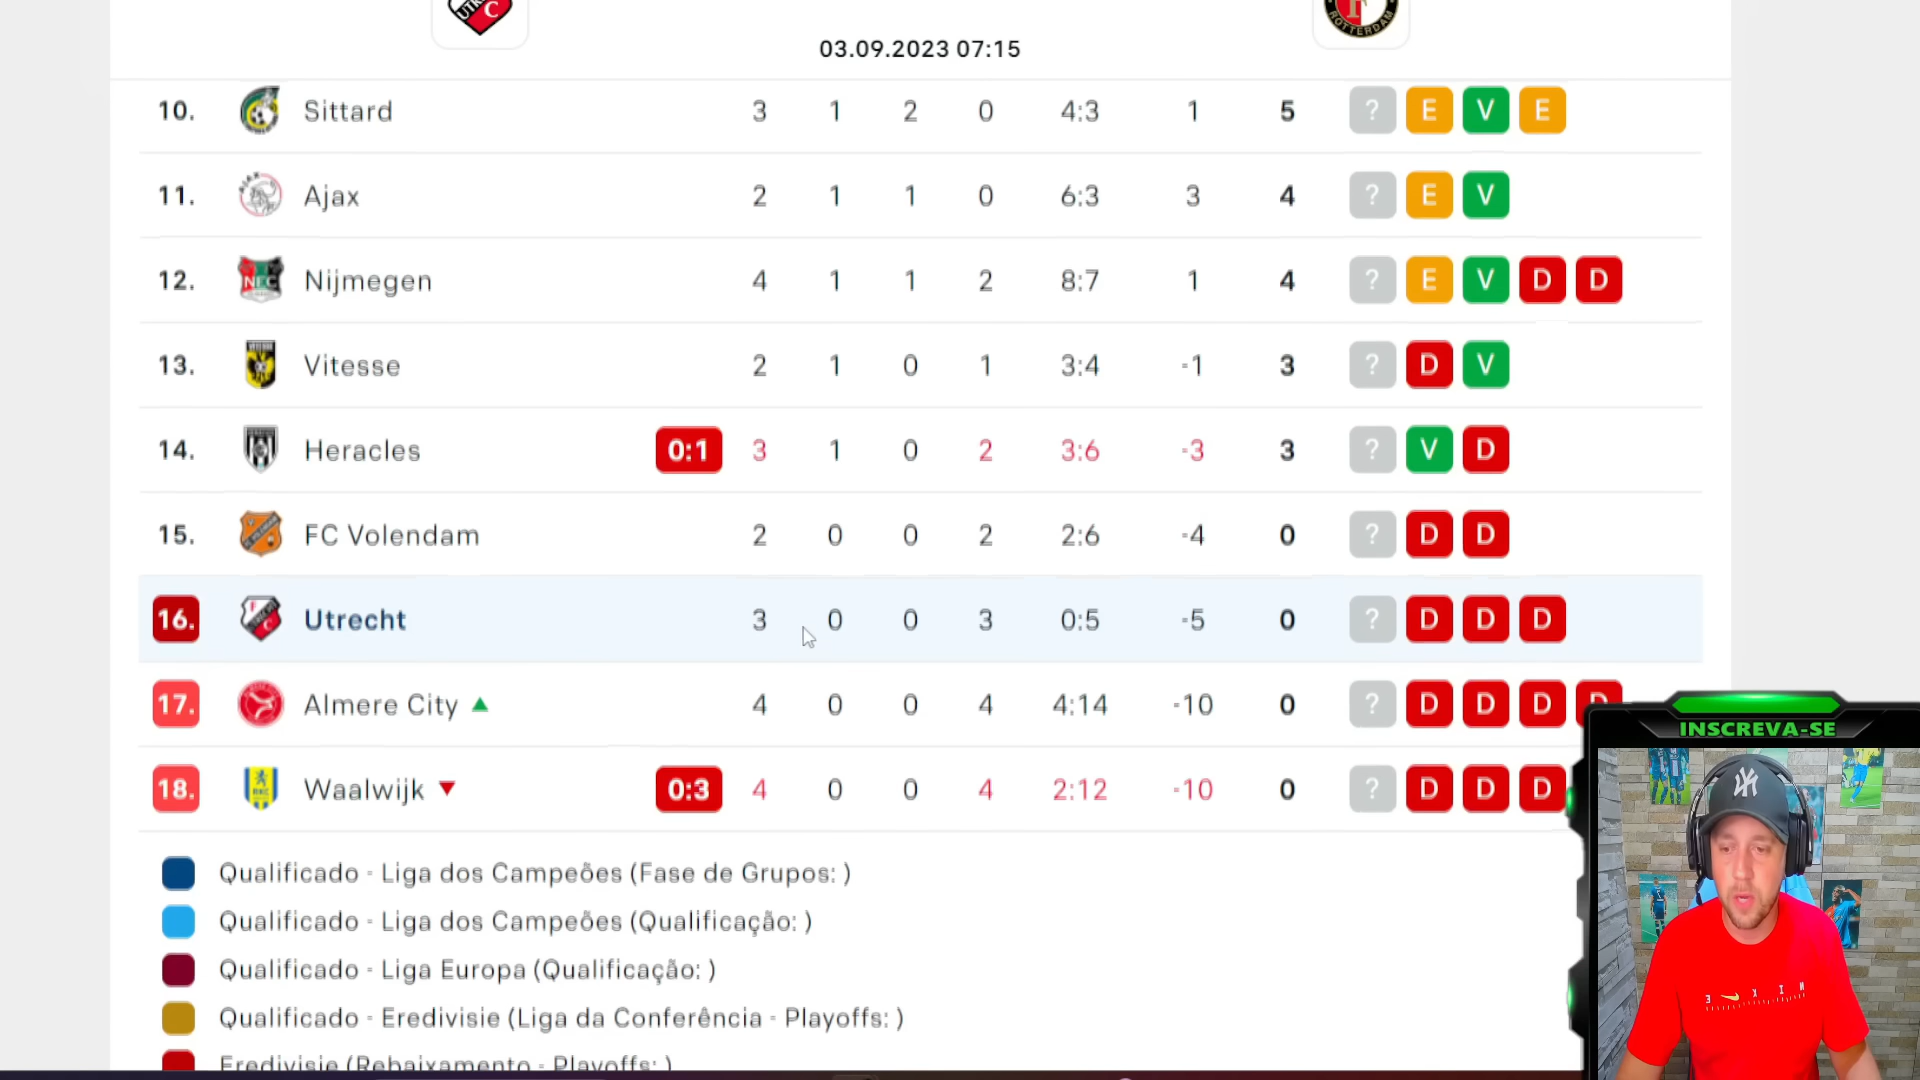 UTRE C
F
ROTTERDAM
03.09.2023 07:15
10. Sittard 3 1 2 0 4:3 1 5 ? E V E
11. Ajax 2 1 1 0 6:3 3 4 ? E V
12. Nijmegen 4 1 1 2 8:7 1 4 ? E V D D
13. Vitesse 2 1 0 1 3:4 -1 3 ? D V
14. Heracles 0:1 3 1 0 2 3:6 -3 3 ? V D
15. FC Volendam 2 0 0 2 2:6 -4 0 ? D D
16. Utrecht 3 0 0 3 0:5 -5 0 ? D D D
17. Almere City 4 0 0 4 4:14 -10 0 ? D D D D
18. Waalwijk 0:3 4 0 0 4 2:12 -10 0 ? D D D
INSCREVA-SE
Qualificado - Liga dos Campeões (Fase de Grupos: )
Qualificado - Liga dos Campeões (Qualificação: )
Qualificado - Liga Europa (Qualificação: )
Qualificado - Eredivisie (Liga da Conferência - Playoffs: )
Eredivisie (Rebaixamento - Playoffs: )